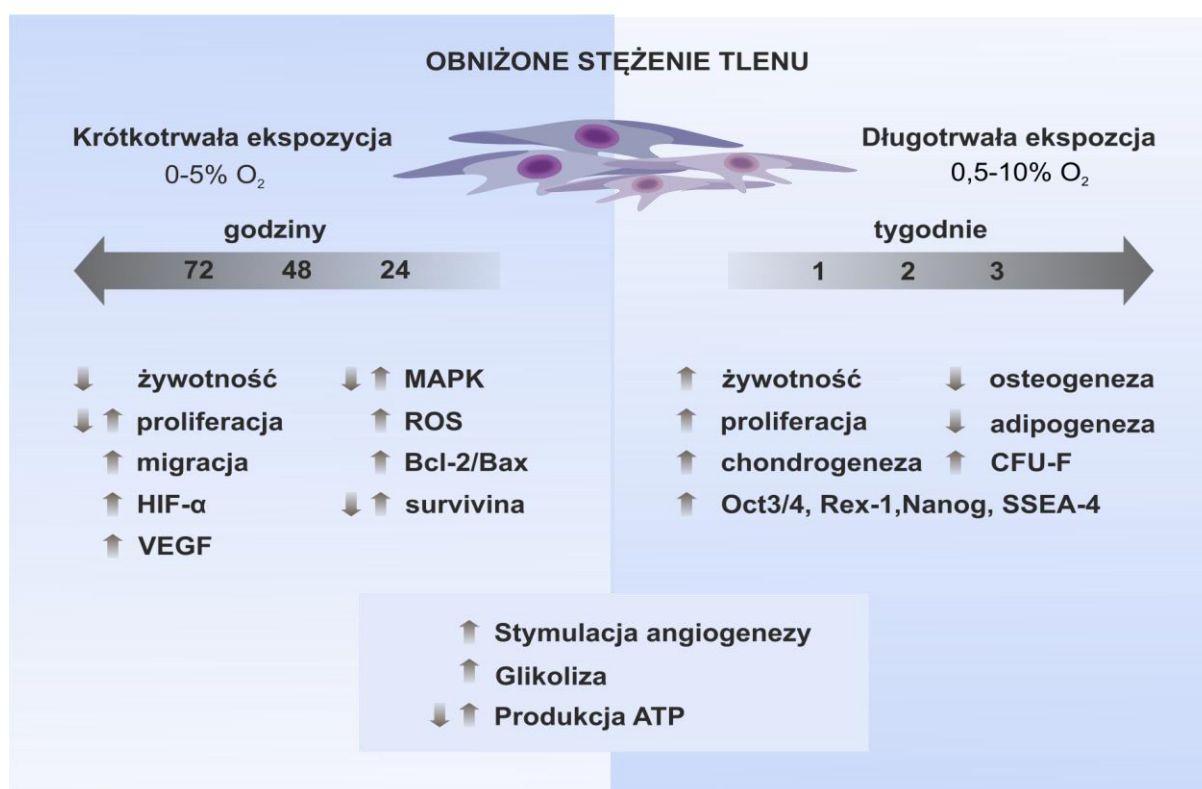 OBNIŻONE STĘŻENIE TLENU
Krótkotrwała ekspozycja
0-5% O₂
godziny
72 48 24
↓ żywotność
↓↑ proliferacja
↑ migracja
↑ HIF-α
↑ VEGF
↓↑ MAPK
↑ ROS
↑ Bcl-2/Bax
↓↑ survivina
Długotrwała ekspozcja
0,5-10% O₂
tygodnie
1 2 3
↑ żywotność
↑ proliferacja
↑ chondrogeneza
↓ osteogeneza
↓ adipogeneza
↑ CFU-F
↑ Oct3/4, Rex-1,Nanog, SSEA-4
↑ Stymulacja angiogenezy
↑ Glikoliza
↓↑ Produkcja ATP